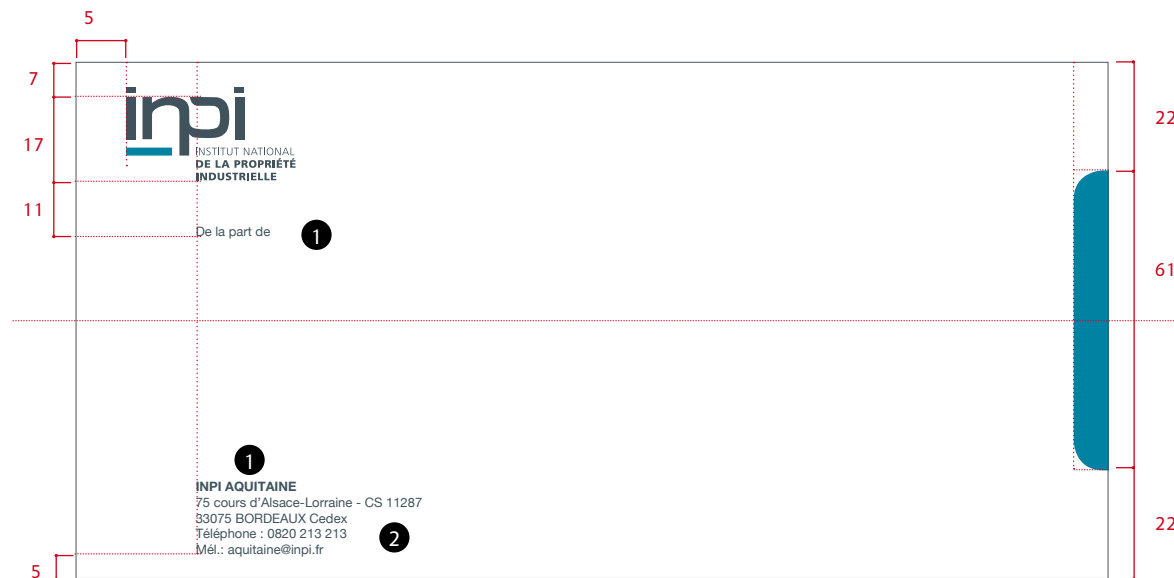 5
7
22
inpi
17
INSTITUT NATIONAL
DE LA PROPRIÉTÉ
INDUSTRIELLE
11
De la part de 1
61
1
INPI AQUITAINE
75 cours d'Alsace-Lorraine - CS 11287
33075 BORDEAUX Cedex
Téléphone : 0820 213 213
2
Mél.: aquitaine@inpi.fr
22
5